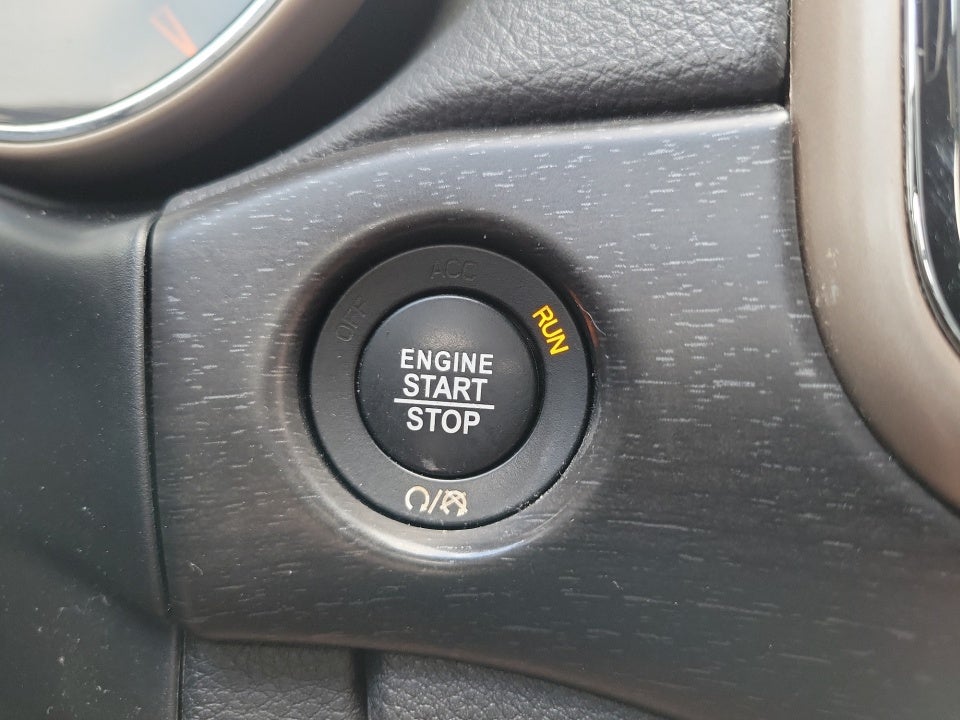 OFF
ACC
RUN
ENGINE
START
STOP